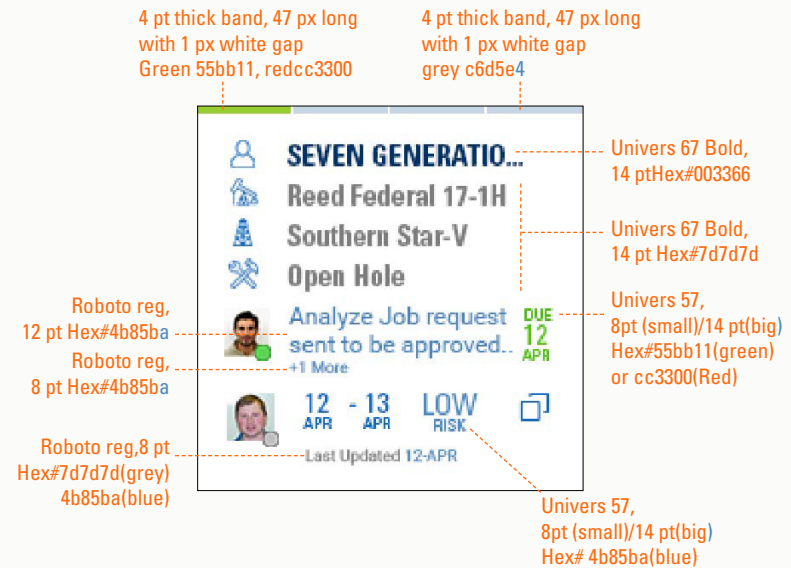 4 pt thick band, 47 px long
with 1 px white gap
Green 55bb11, redcc3300
4 pt thick band, 47 px long
with 1 px white gap
grey c6d5e4
SEVEN GENERATIO...
Reed Federal 17-1H
Southern Star-V
Open Hole
Analyze Job request
sent to be approved..
+1 More
DUE
12
APR
12 - 13
APR APR
LOW
RISK
Last Updated 12-APR
Univers 67 Bold,
14 ptHex#003366
Univers 67 Bold,
14 pt Hex#7d7d7d
Univers 57,
8pt (small)/14 pt(big)
Hex#55bb11(green)
or cc3300(Red)
Roboto reg,
12 pt Hex#4b85ba
Roboto reg,
8 pt Hex#4b85ba
Roboto reg,8 pt
Hex#7d7d7d(grey)
4b85ba(blue)
Univers 57,
8pt (small)/14 pt(big)
Hex# 4b85ba(blue)